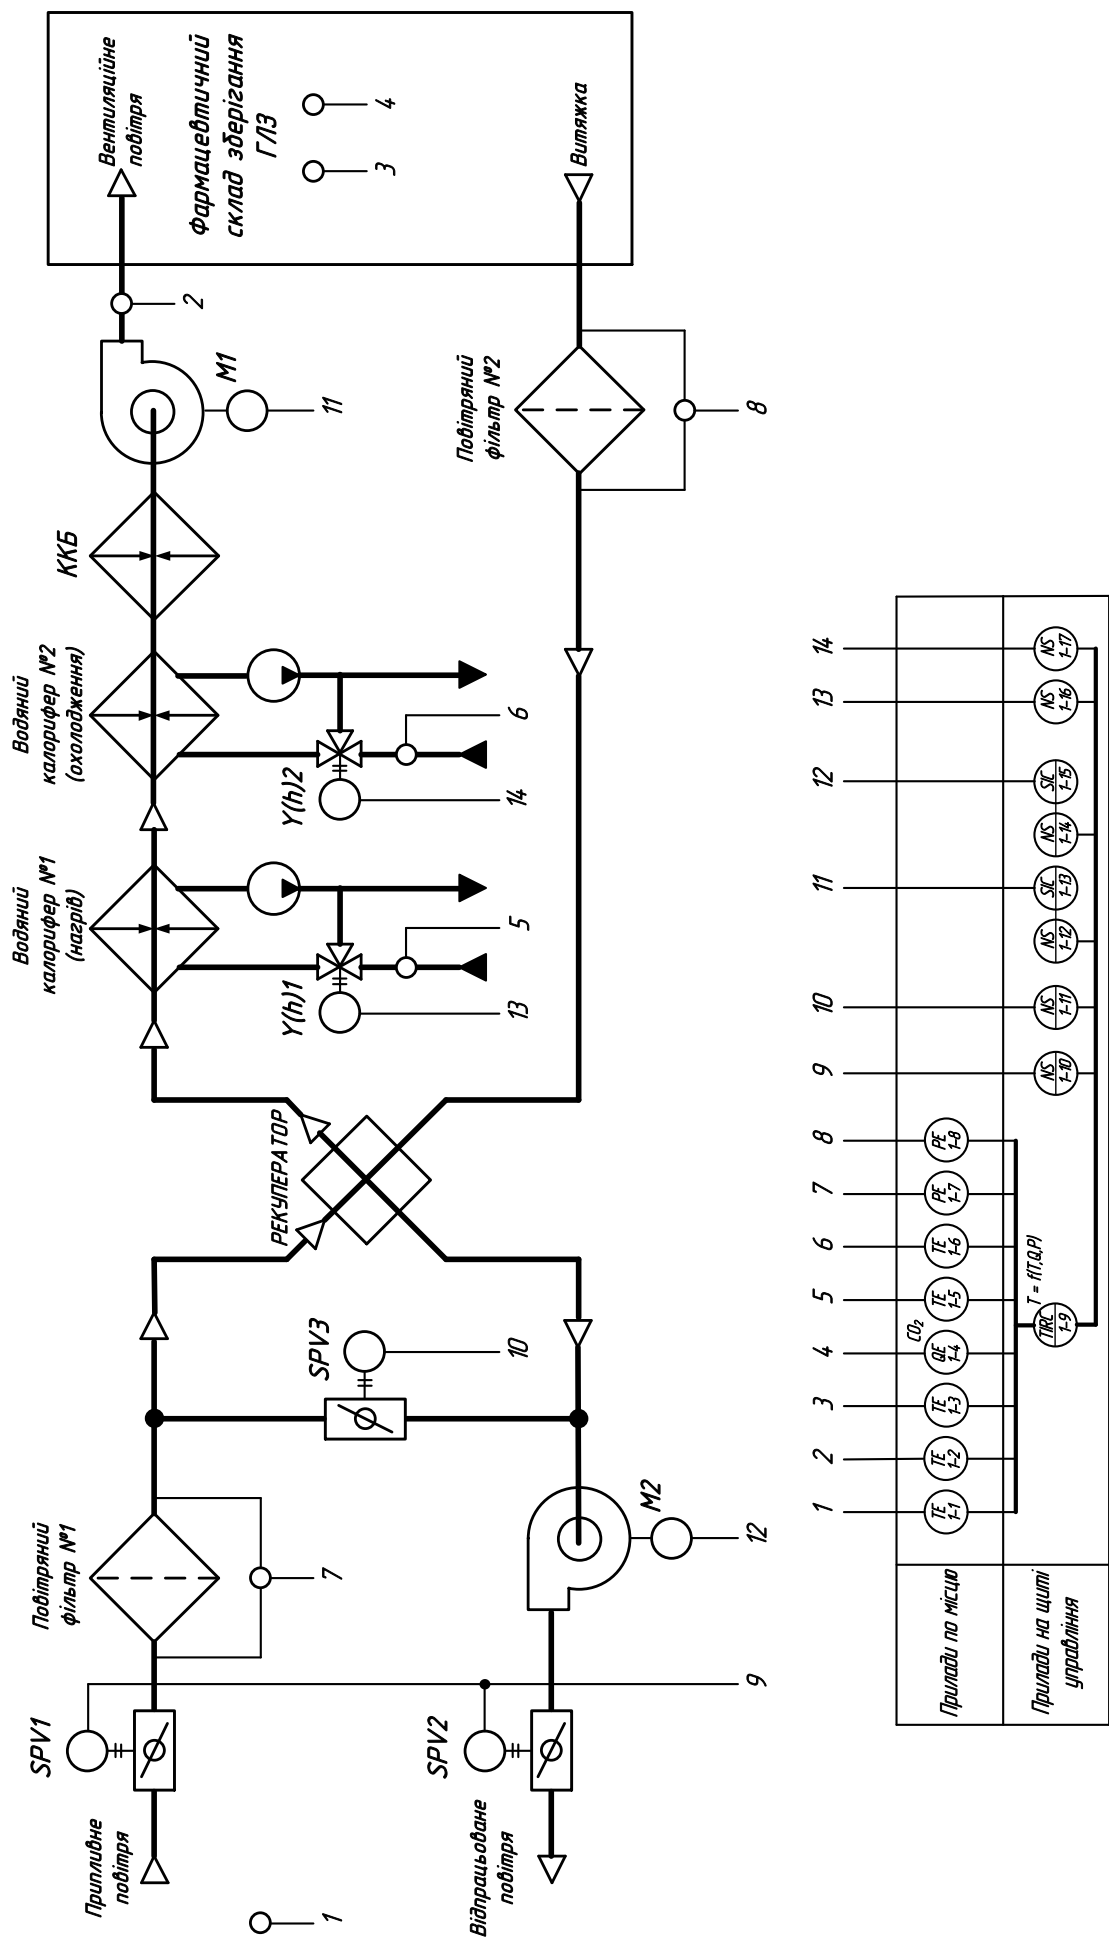 Припливне
повітря
SPV1
Повітряний
фільтр №1
1
7
Відпрацьоване
повітря
SPV2
9
M2
12
SPV3
10
РЕКУПЕРАТОР
Водяний
калорифер №1
(нагрів)
Y(h)1
13
5
Водяний
калорифер №2
(охолодження)
Y(h)2
14
6
ККБ
M1
11
2
Повітряний
фільтр №2
8
Вентиляційне
повітря
Фармацевтичний
склад зберігання
ГЛЗ
3
4
Витяжка
1
2
3
4
5
6
7
8
9
10
11
12
13
14
Прилади по місцю
TE
1-1
TE
1-2
TE
1-3
CO₂
QE
1-4
TE
1-5
TE
1-6
PE
1-7
PE
1-8
Прилади на щиті
управління
TIRC
1-9
T = f(T,Q,P)
NS
1-10
NS
1-11
NS
1-12
SIC
1-13
NS
1-14
SIC
1-15
NS
1-16
NS
1-17